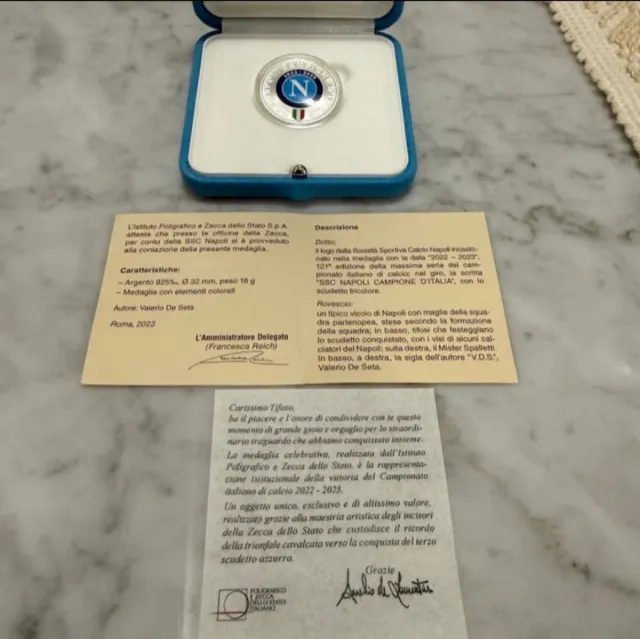 N
L'Istituto Poligrafico e Zecca dello Stato S.p.A.
attesta che presso le officine della Zecca,
per conto della SSC Napoli si è provveduto
alla coniazione della presente medaglia.
Caratteristiche:
– Argento 925‰, Ø 32 mm, peso 18 g
– Medaglia con elementi colorati
Autore: Valerio De Seta
Roma, 2023
L'Amministratore Delegato
(Francesca Reich)
Descrizione
Dritto:
il logo della Società Sportiva Calcio Napoli incasto-
nato nella medaglia con la data "2022 – 2023",
121ª edizione della massima serie del cam-
pionato italiano di calcio; nel giro, la scritta
"SSC NAPOLI CAMPIONE D'ITALIA", con lo
scudetto tricolore.
Rovescio:
un tipico vicolo di Napoli con maglie della squa-
dra partenopea, stese secondo la formazione
della squadra; in basso, tifosi che festeggiano
lo scudetto conquistato, con i visi di alcuni cal-
ciatori del Napoli; sulla destra, il Mister Spalletti.
In basso, a destra, la sigla dell'autore "V.D.S.",
Valerio De Seta.
Carissimo Tifoso,
ho il piacere e l'onore di condividere con te questo
momento di grande gioia e orgoglio per lo straordi-
nario traguardo che abbiamo conquistato insieme.
La medaglia celebrativa, realizzata dall'Istituto
Poligrafico e Zecca dello Stato, è la rappresenta-
zione istituzionale della vittoria del Campionato
italiano di calcio 2022 - 2023.
Un oggetto unico, esclusivo e di altissimo valore,
realizzato grazie alla maestria artistica degli incisori
della Zecca dello Stato che custodisce il ricordo
della trionfale cavalcata verso la conquista del terzo
scudetto azzurro.
Grazie
POLIGRAFICO
E ZECCA
DELLO STATO
ITALIANO